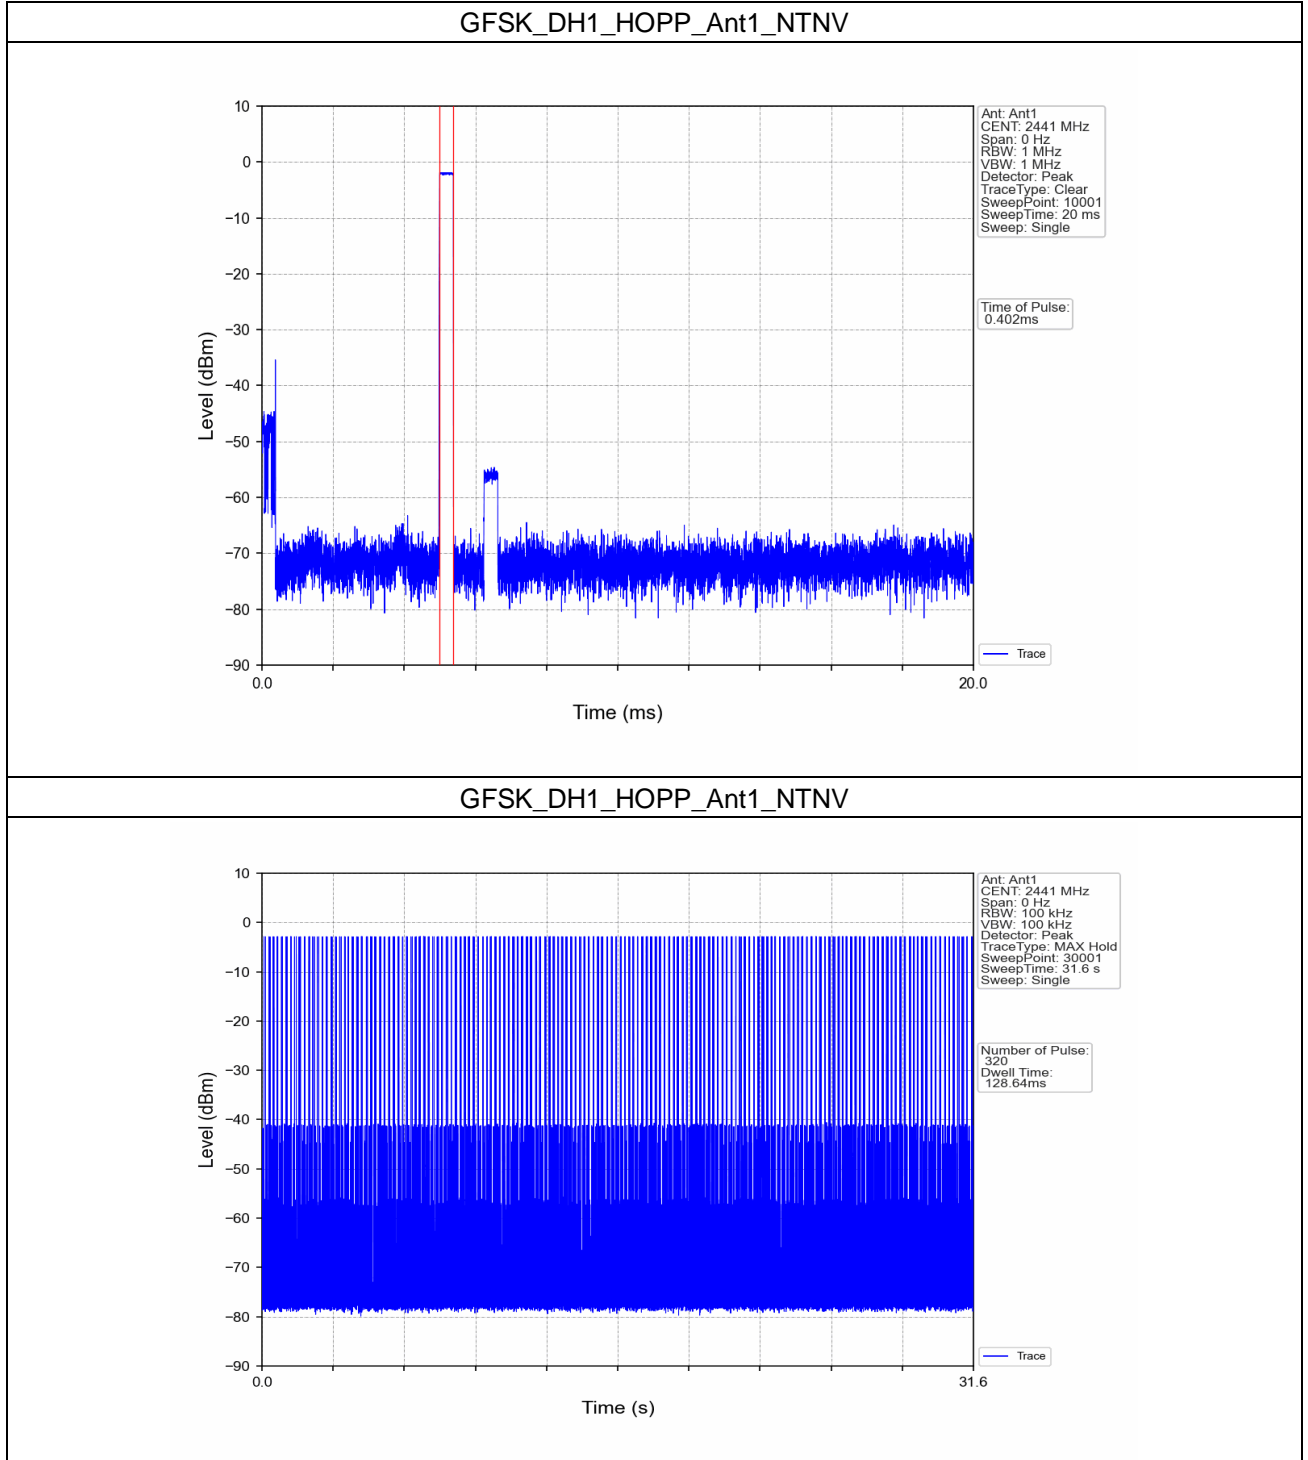 GFSK_DH1_HOPP_Ant1_NTNV
10
0
−10
−20
−30
−40
−50
−60
−70
−80
−90
Level (dBm)
0.0
20.0
Time (ms)
Ant: Ant1
CENT: 2441 MHz
Span: 0 Hz
RBW: 1 MHz
VBW: 1 MHz
Detector: Peak
TraceType: Clear
SweepPoint: 10001
SweepTime: 20 ms
Sweep: Single
Time of Pulse:
0.402ms
Trace
GFSK_DH1_HOPP_Ant1_NTNV
10
0
−10
−20
−30
−40
−50
−60
−70
−80
−90
Level (dBm)
0.0
31.6
Time (s)
Ant: Ant1
CENT: 2441 MHz
Span: 0 Hz
RBW: 100 kHz
VBW: 100 kHz
Detector: Peak
TraceType: MAX Hold
SweepPoint: 30001
SweepTime: 31.6 s
Sweep: Single
Number of Pulse:
320
Dwell Time:
128.64ms
Trace